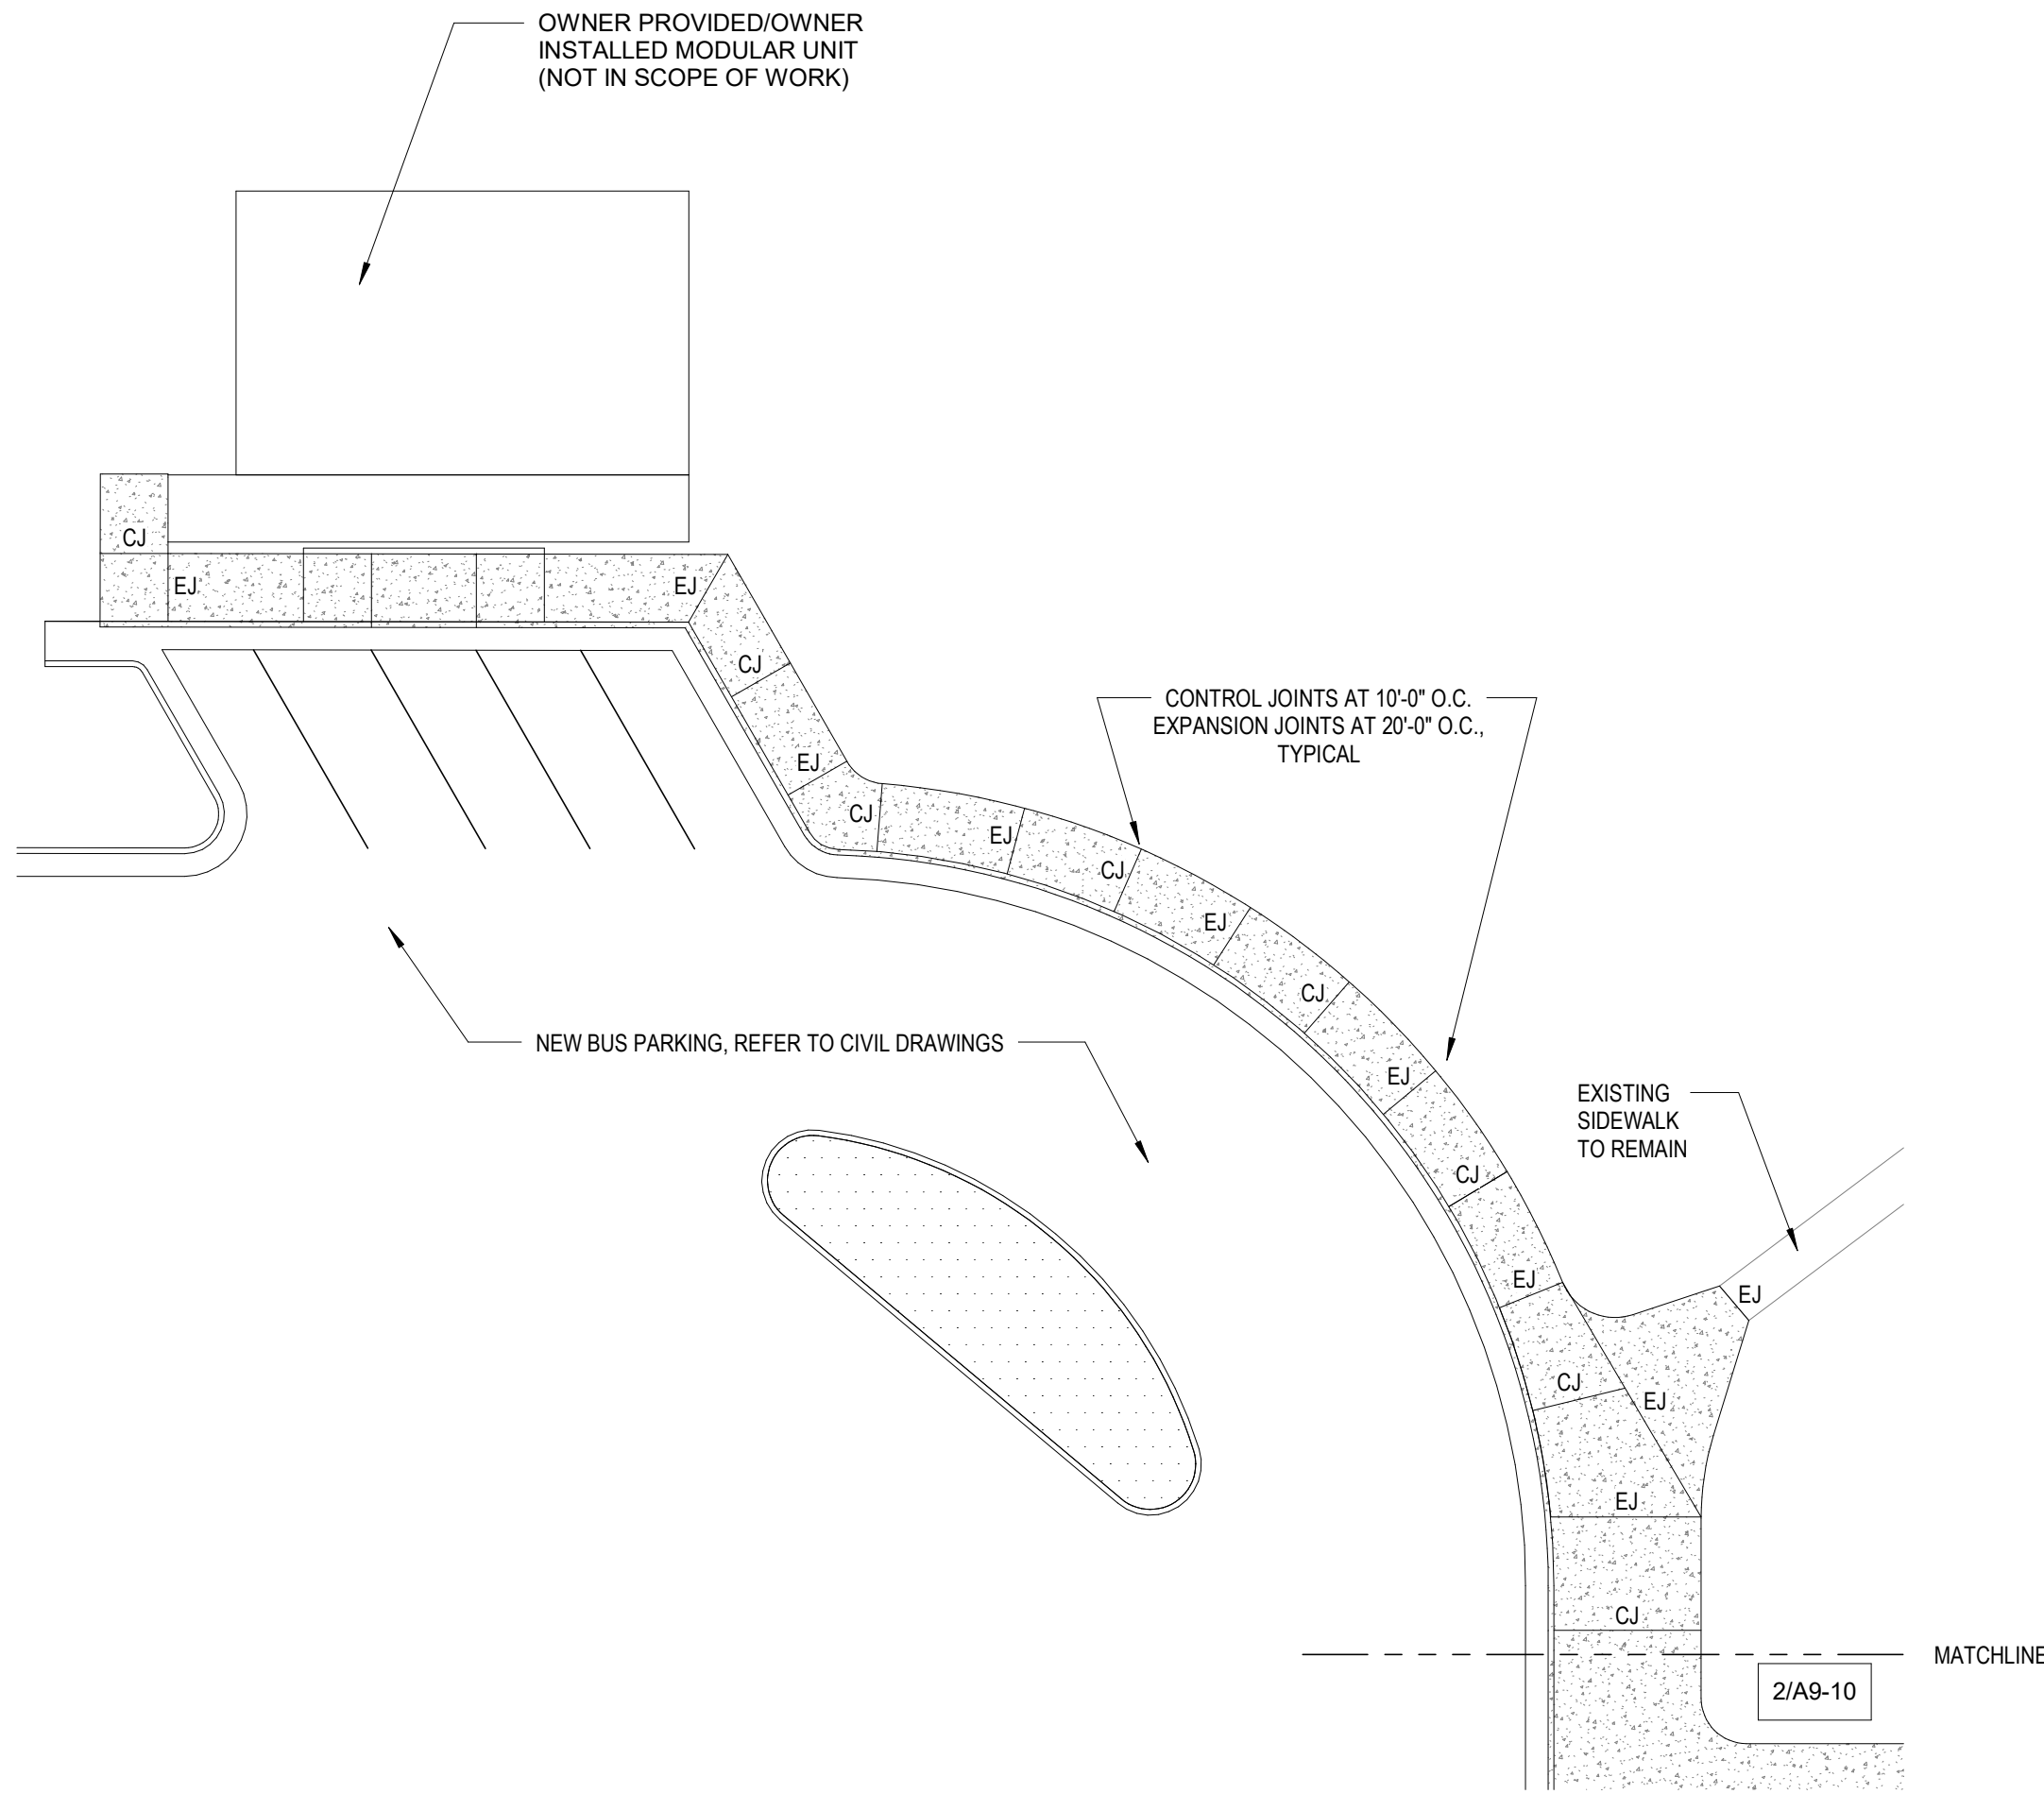 OWNER PROVIDED/OWNER
INSTALLED MODULAR UNIT
(NOT IN SCOPE OF WORK)
CJ
EJ
EJ
CJ
CONTROL JOINTS AT 10'-0" O.C.
EXPANSION JOINTS AT 20'-0" O.C.,
TYPICAL
EJ
CJ
EJ
CJ
EJ
CJ
NEW BUS PARKING, REFER TO CIVIL DRAWINGS
EJ
EXISTING
SIDEWALK
TO REMAIN
CJ
EJ
EJ
CJ
EJ
EJ
CJ
MATCHLINE
2/A9-10